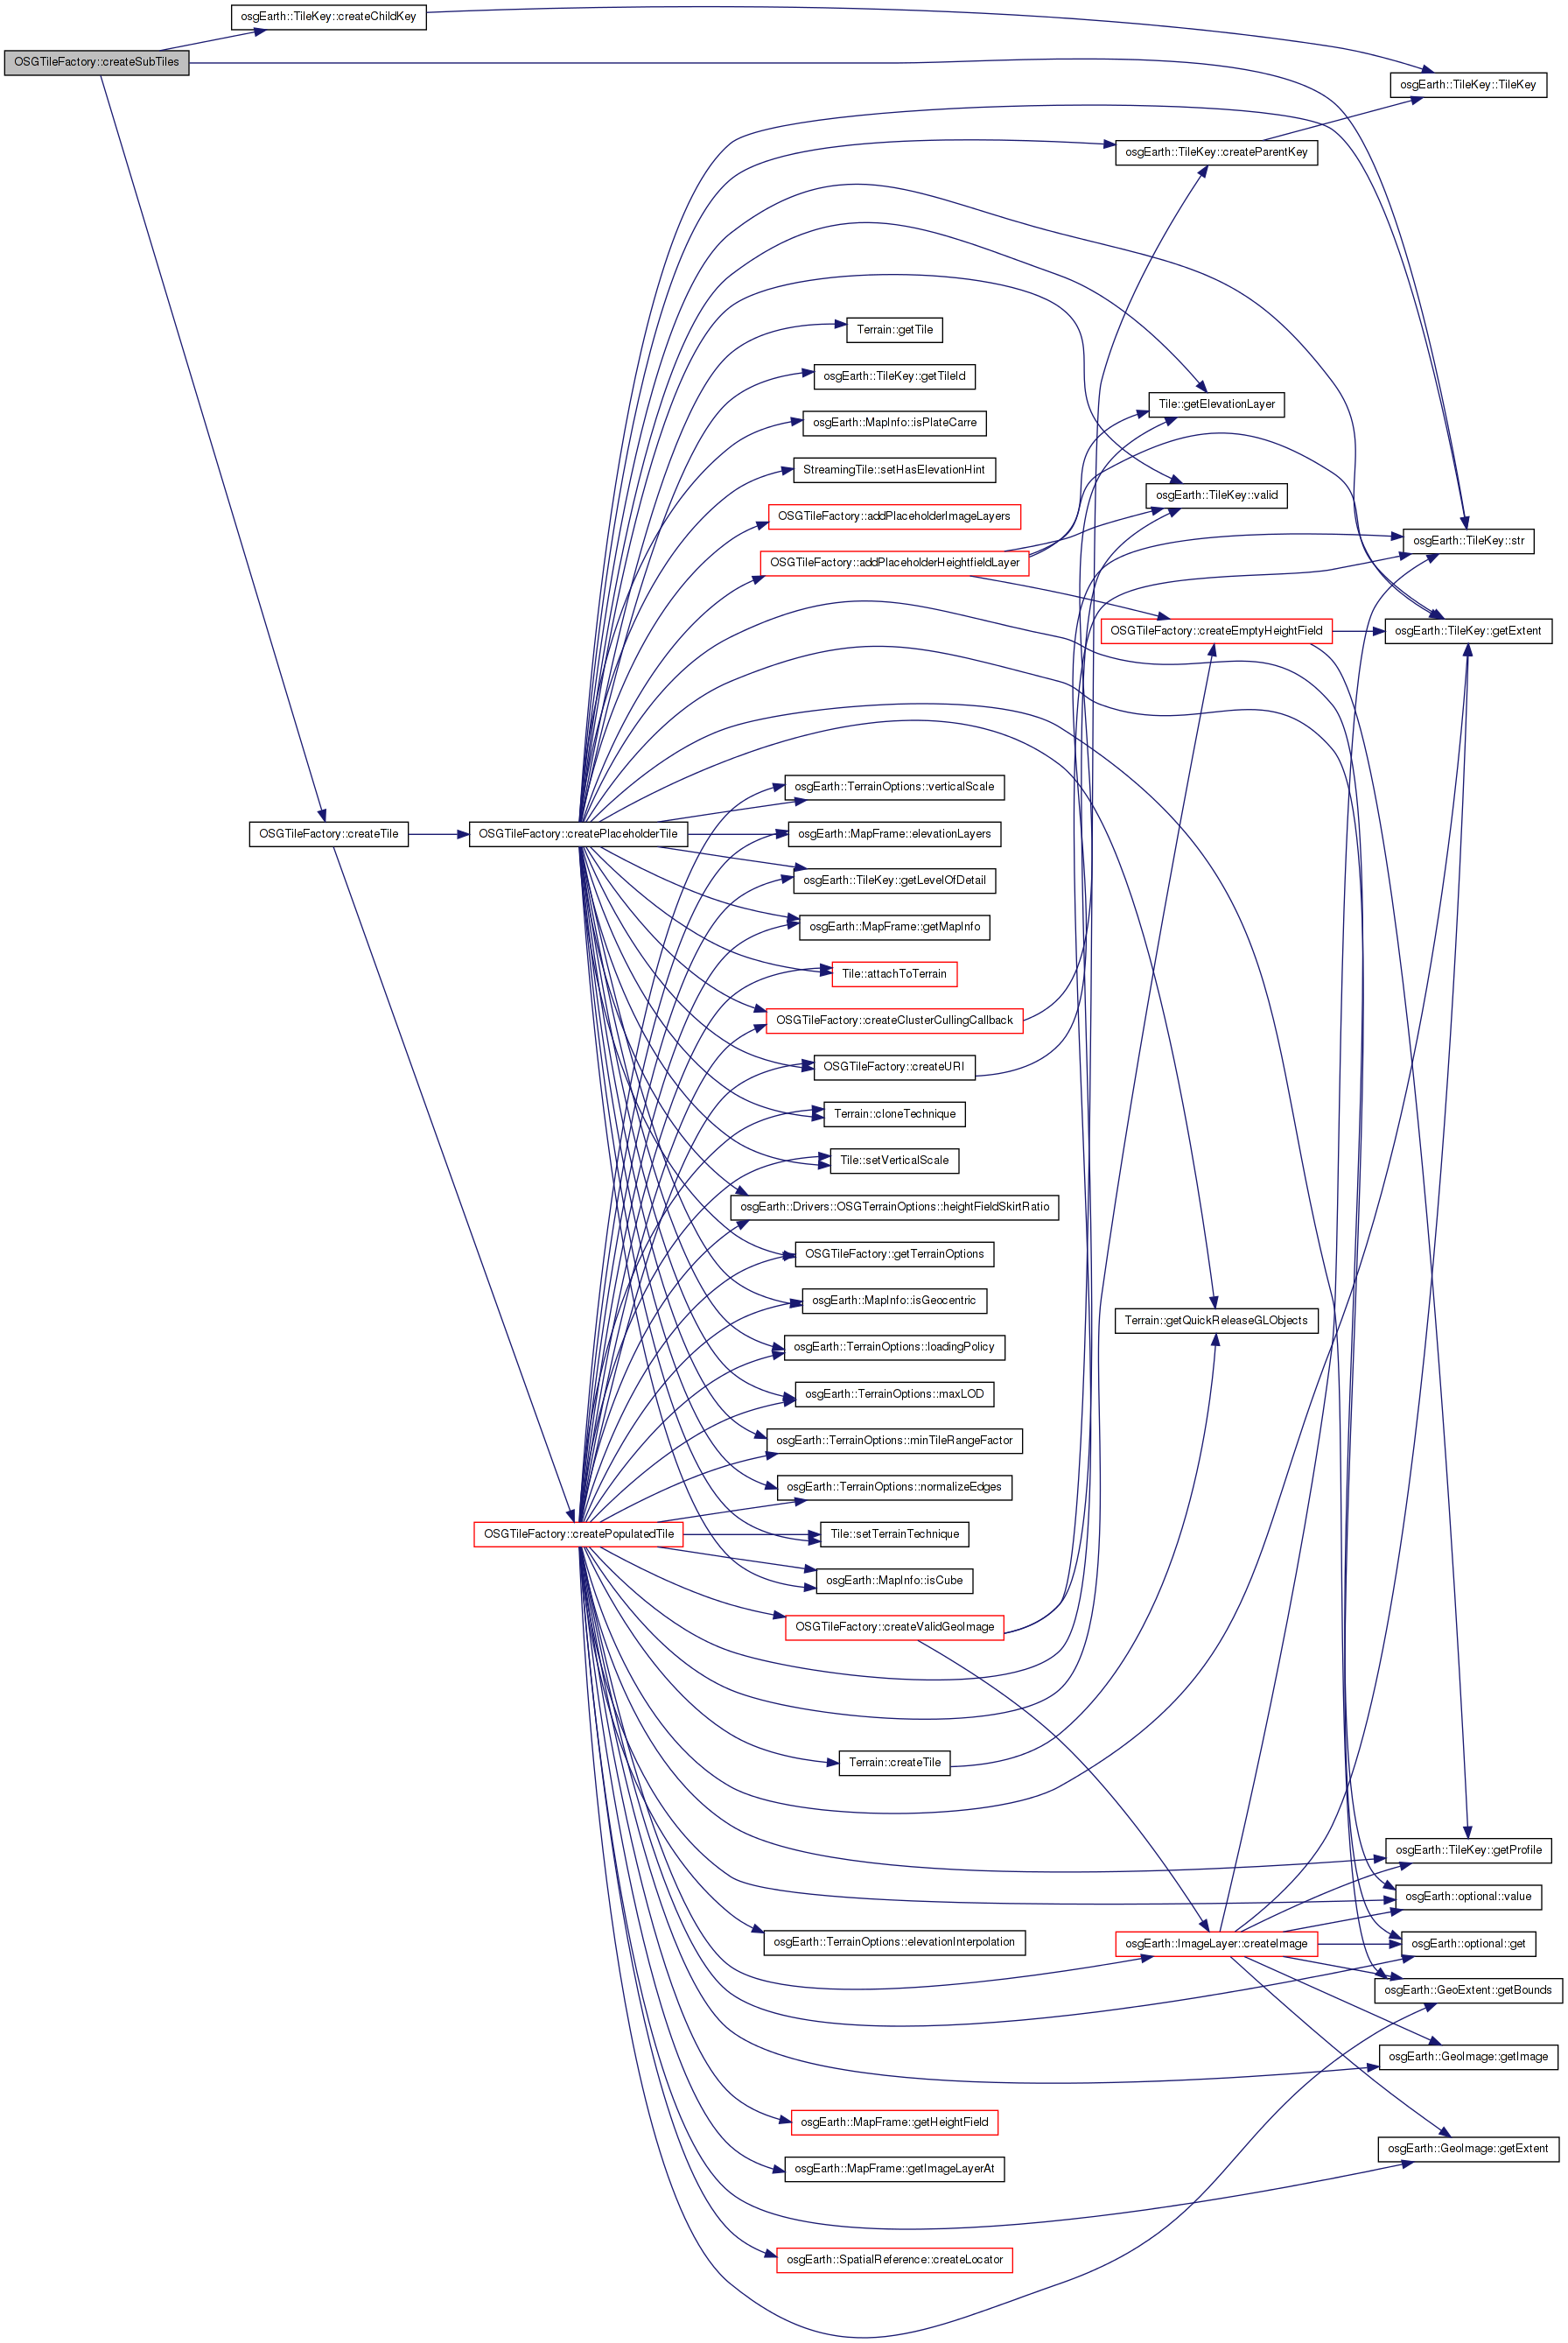 osgEarth::TileKey::createChildKey
OSGTileFactory::createSubTiles
osgEarth::TileKey::TileKey
osgEarth::TileKey::createParentKey
Terrain::getTile
osgEarth::TileKey::getTileId
Tile::getElevationLayer
osgEarth::MapInfo::isPlateCarre
StreamingTile::setHasElevationHint
osgEarth::TileKey::valid
OSGTileFactory::addPlaceholderImageLayers
osgEarth::TileKey::str
OSGTileFactory::addPlaceholderHeightfieldLayer
OSGTileFactory::createEmptyHeightField
osgEarth::TileKey::getExtent
osgEarth::TerrainOptions::verticalScale
OSGTileFactory::createTile
OSGTileFactory::createPlaceholderTile
osgEarth::MapFrame::elevationLayers
osgEarth::TileKey::getLevelOfDetail
osgEarth::MapFrame::getMapInfo
Tile::attachToTerrain
OSGTileFactory::createClusterCullingCallback
OSGTileFactory::createURI
Terrain::cloneTechnique
Tile::setVerticalScale
osgEarth::Drivers::OSGTerrainOptions::heightFieldSkirtRatio
OSGTileFactory::getTerrainOptions
osgEarth::MapInfo::isGeocentric
Terrain::getQuickReleaseGLObjects
osgEarth::TerrainOptions::loadingPolicy
osgEarth::TerrainOptions::maxLOD
osgEarth::TerrainOptions::minTileRangeFactor
osgEarth::TerrainOptions::normalizeEdges
OSGTileFactory::createPopulatedTile
Tile::setTerrainTechnique
osgEarth::MapInfo::isCube
OSGTileFactory::createValidGeoImage
Terrain::createTile
osgEarth::TileKey::getProfile
osgEarth::optional::value
osgEarth::TerrainOptions::elevationInterpolation
osgEarth::ImageLayer::createImage
osgEarth::optional::get
osgEarth::GeoExtent::getBounds
osgEarth::GeoImage::getImage
osgEarth::MapFrame::getHeightField
osgEarth::GeoImage::getExtent
osgEarth::MapFrame::getImageLayerAt
osgEarth::SpatialReference::createLocator